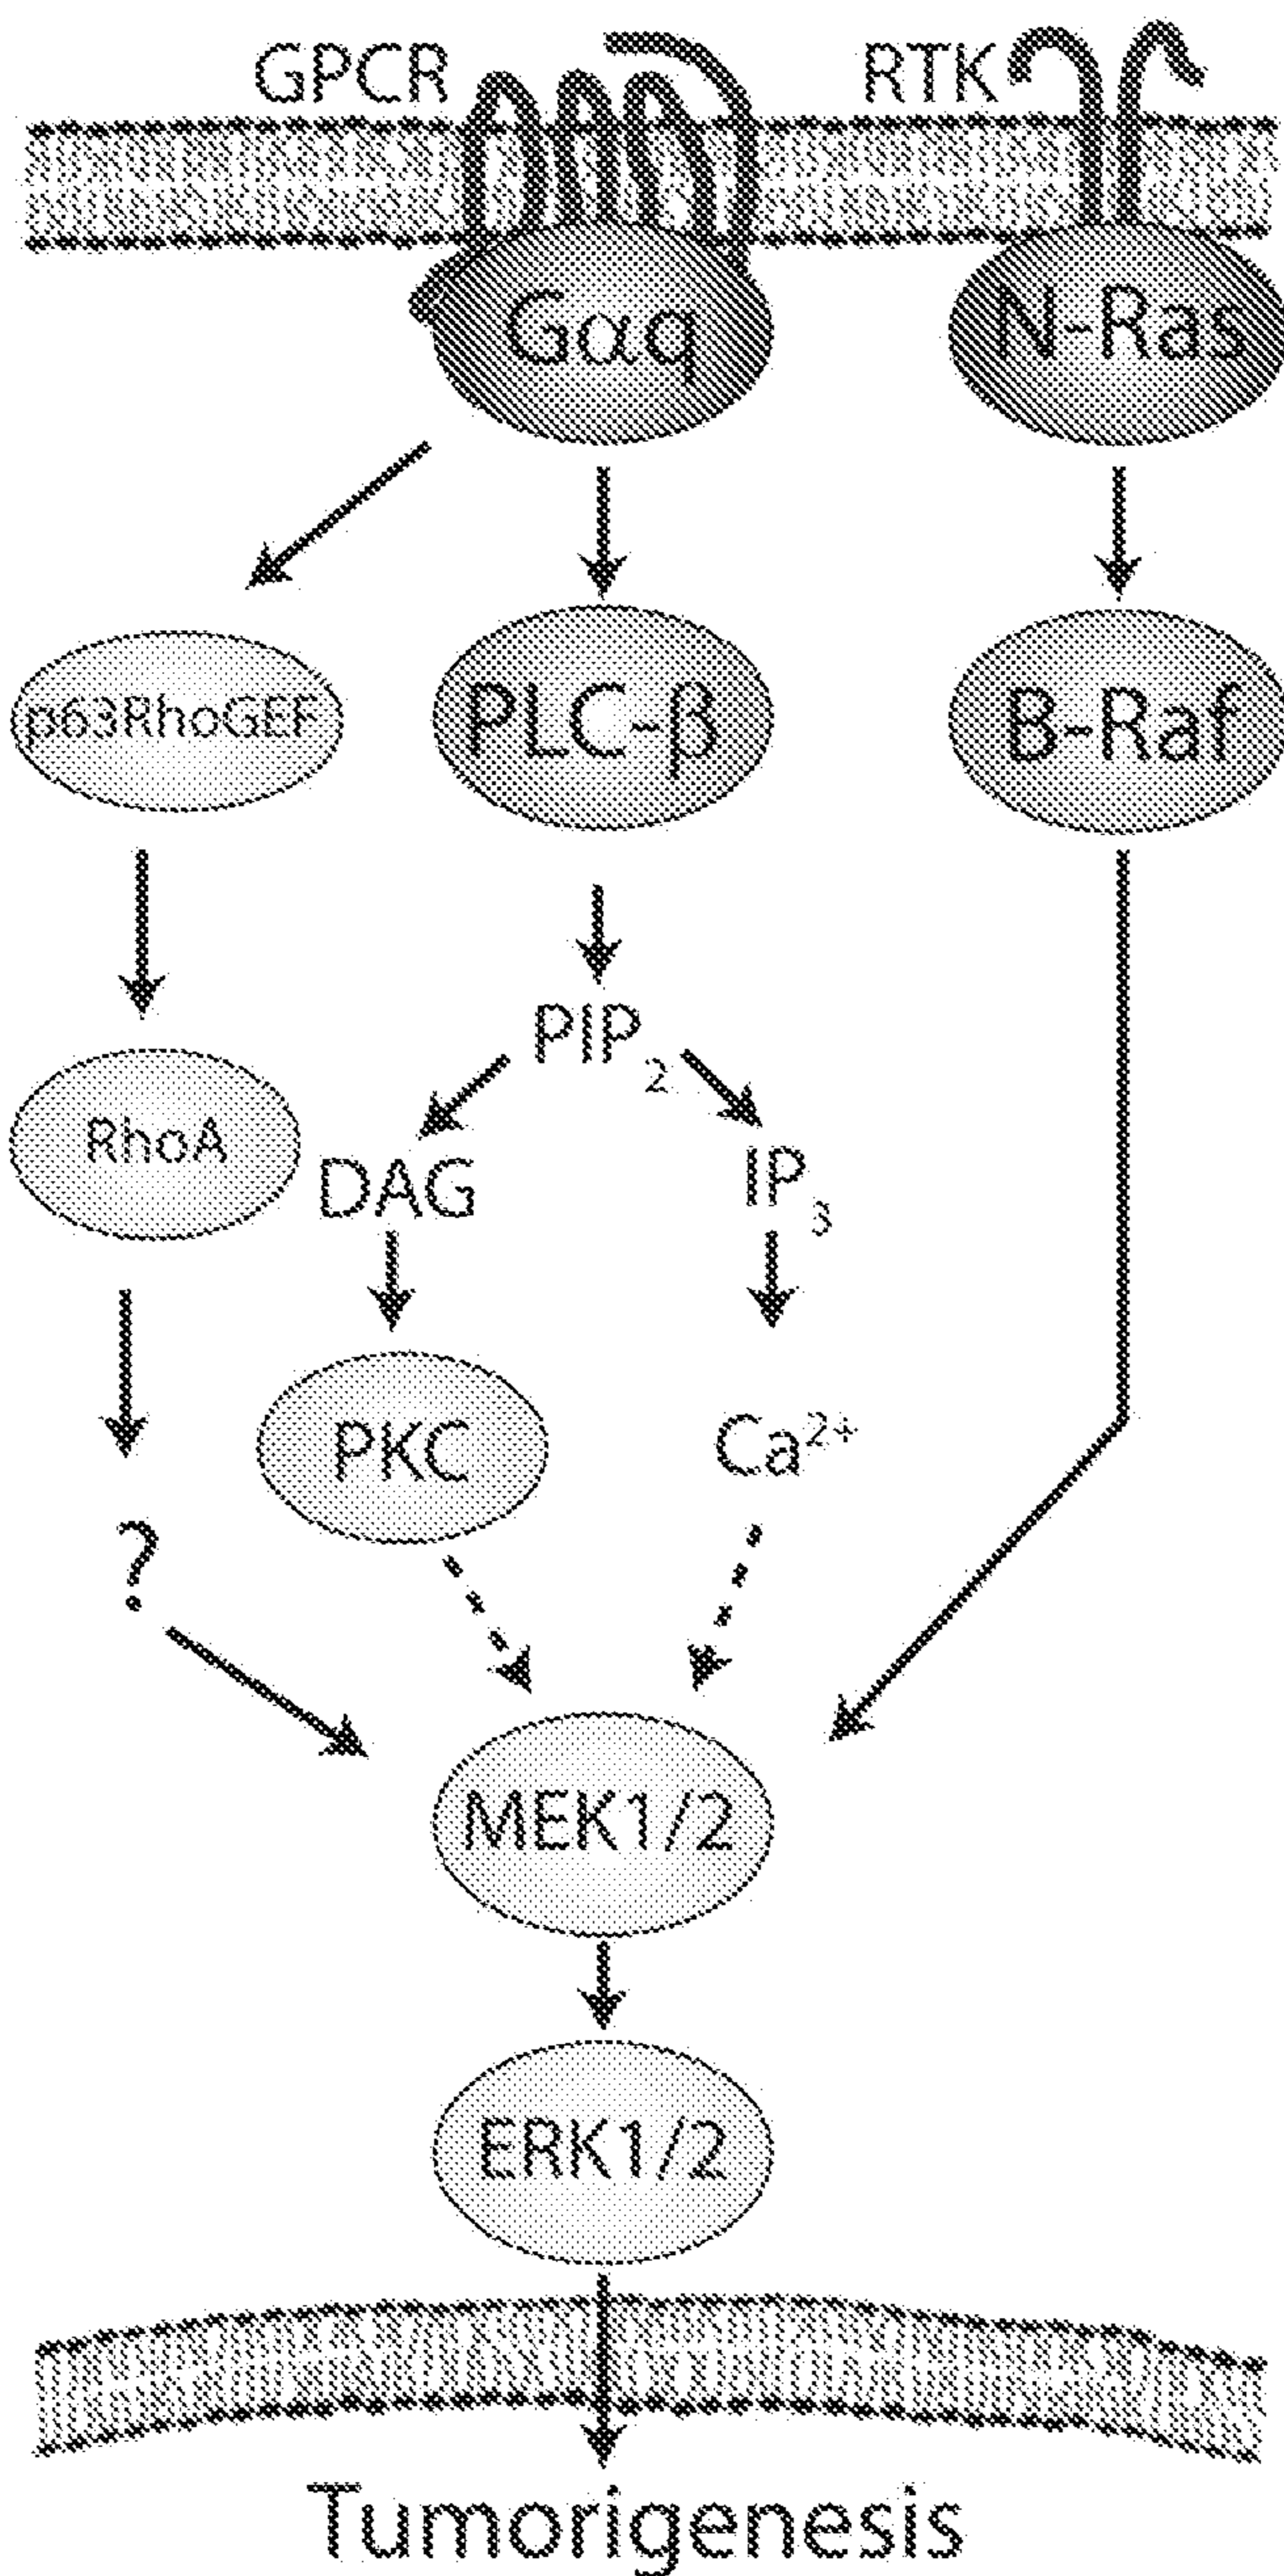 GPCR
RTK
Gαq
N-Ras
p63RhoGEF
PLC-β
B-Raf
PIP₂
RhoA
DAG
IP₃
PKC
Ca²⁺
?
MEK1/2
ERK1/2
Tumorigenesis